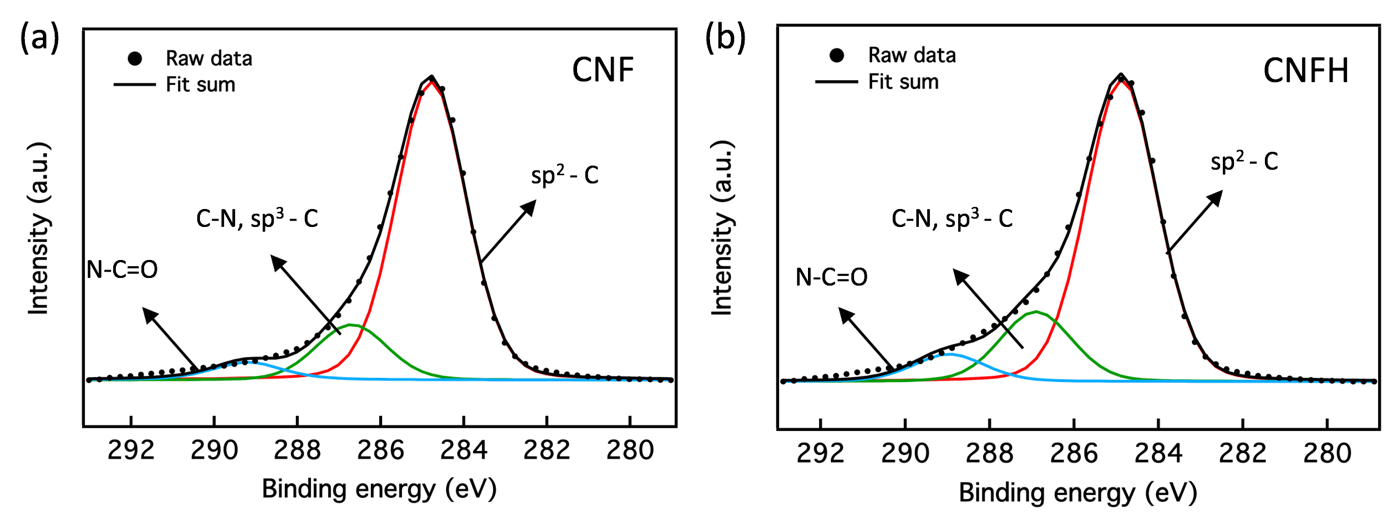 (a)
Raw data
Fit sum
CNF
sp² - C
C-N, sp³ - C
N-C=O
Intensity (a.u.)
292 290 288 286 284 282 280
Binding energy (eV)
(b)
Raw data
Fit sum
CNFH
sp² - C
C-N, sp³ - C
N-C=O
Intensity (a.u.)
292 290 288 286 284 282 280
Binding energy (eV)